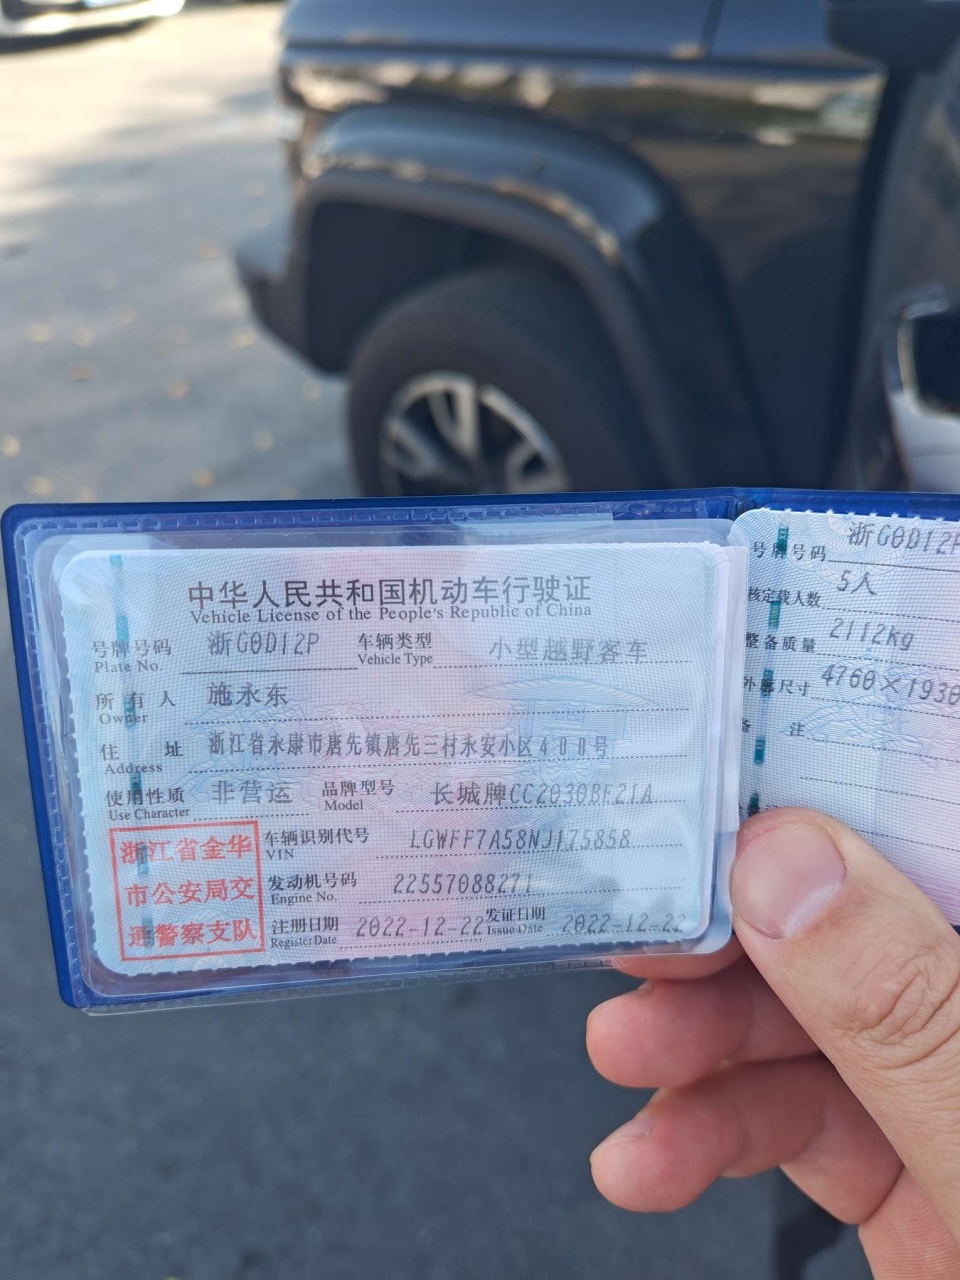 中华人民共和国机动车行驶证
Vehicle License of the People's Republic of China
号牌号码 浙G0D12P 车辆类型 小型越野客车
Plate No. Vehicle Type
所有人 施永东
Owner
住址 浙江省永康市唐先镇唐先三村永安小区400号
Address
使用性质 非营运 品牌型号 长城牌CC2030BE21A
Use Character Model
浙江省金华
市公安局交
通警察支队
车辆识别代号 LGWFF7A58NJ175858
VIN
发动机号码 22557088271
Engine No.
注册日期 2022-12-22 发证日期 2022-12-22
Register Date Issue Date
号牌号码 浙G0D12P
核定载人数 5人
整备质量 2112kg
外廓尺寸 4760×1930
备注